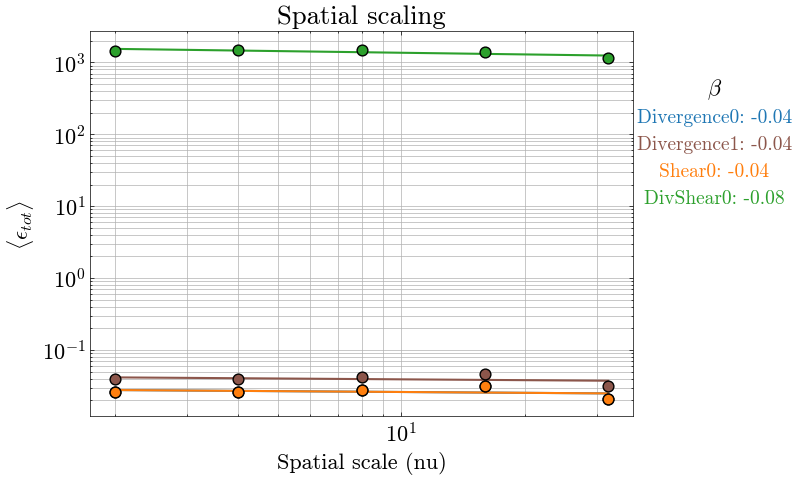 Spatial scaling
10³
10²
10¹
10⁰
10⁻¹
⟨ϵₜₒₜ⟩
10¹
Spatial scale (nu)
β
Divergence0: -0.04
Divergence1: -0.04
Shear0: -0.04
DivShear0: -0.08